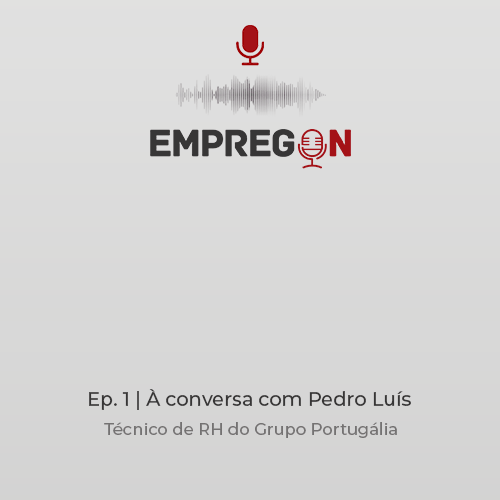 EMPREGON
Ep. 1 | À conversa com Pedro Luís
Técnico de RH do Grupo Portugália